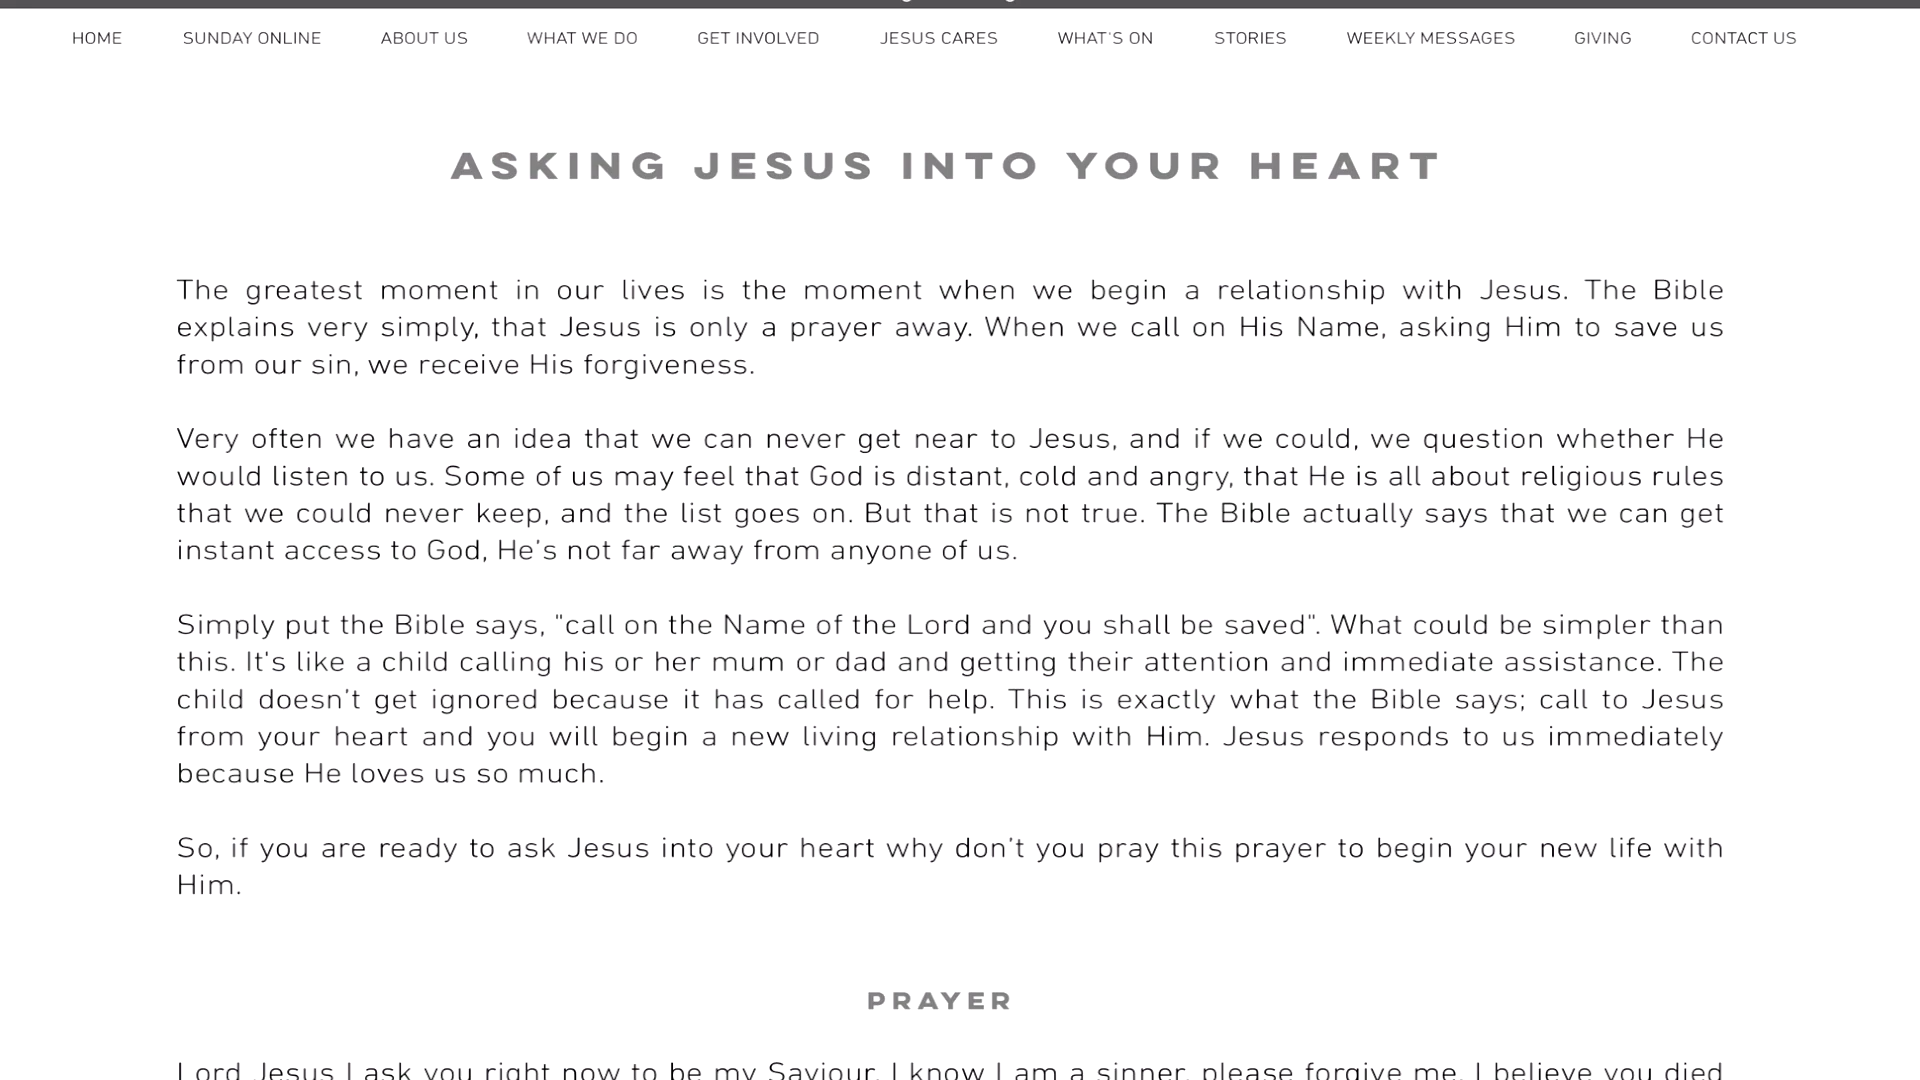 HOME SUNDAY ONLINE ABOUT US WHAT WE DO GET INVOLVED JESUS CARES WHAT'S ON STORIES WEEKLY MESSAGES GIVING CONTACT US
ASKING JESUS INTO YOUR HEART
The greatest moment in our lives is the moment when we begin a relationship with Jesus. The Bible
explains very simply, that Jesus is only a prayer away. When we call on His Name, asking Him to save us
from our sin, we receive His forgiveness.
Very often we have an idea that we can never get near to Jesus, and if we could, we question whether He
would listen to us. Some of us may feel that God is distant, cold and angry, that He is all about religious rules
that we could never keep, and the list goes on. But that is not true. The Bible actually says that we can get
instant access to God, He's not far away from anyone of us.
Simply put the Bible says, "call on the Name of the Lord and you shall be saved". What could be simpler than
this. It's like a child calling his or her mum or dad and getting their attention and immediate assistance. The
child doesn't get ignored because it has called for help. This is exactly what the Bible says; call to Jesus
from your heart and you will begin a new living relationship with Him. Jesus responds to us immediately
because He loves us so much.
So, if you are ready to ask Jesus into your heart why don't you pray this prayer to begin your new life with
Him.
PRAYER
Lord Jesus I ask you right now to be my Saviour. I know I am a sinner, please forgive me. I believe you died